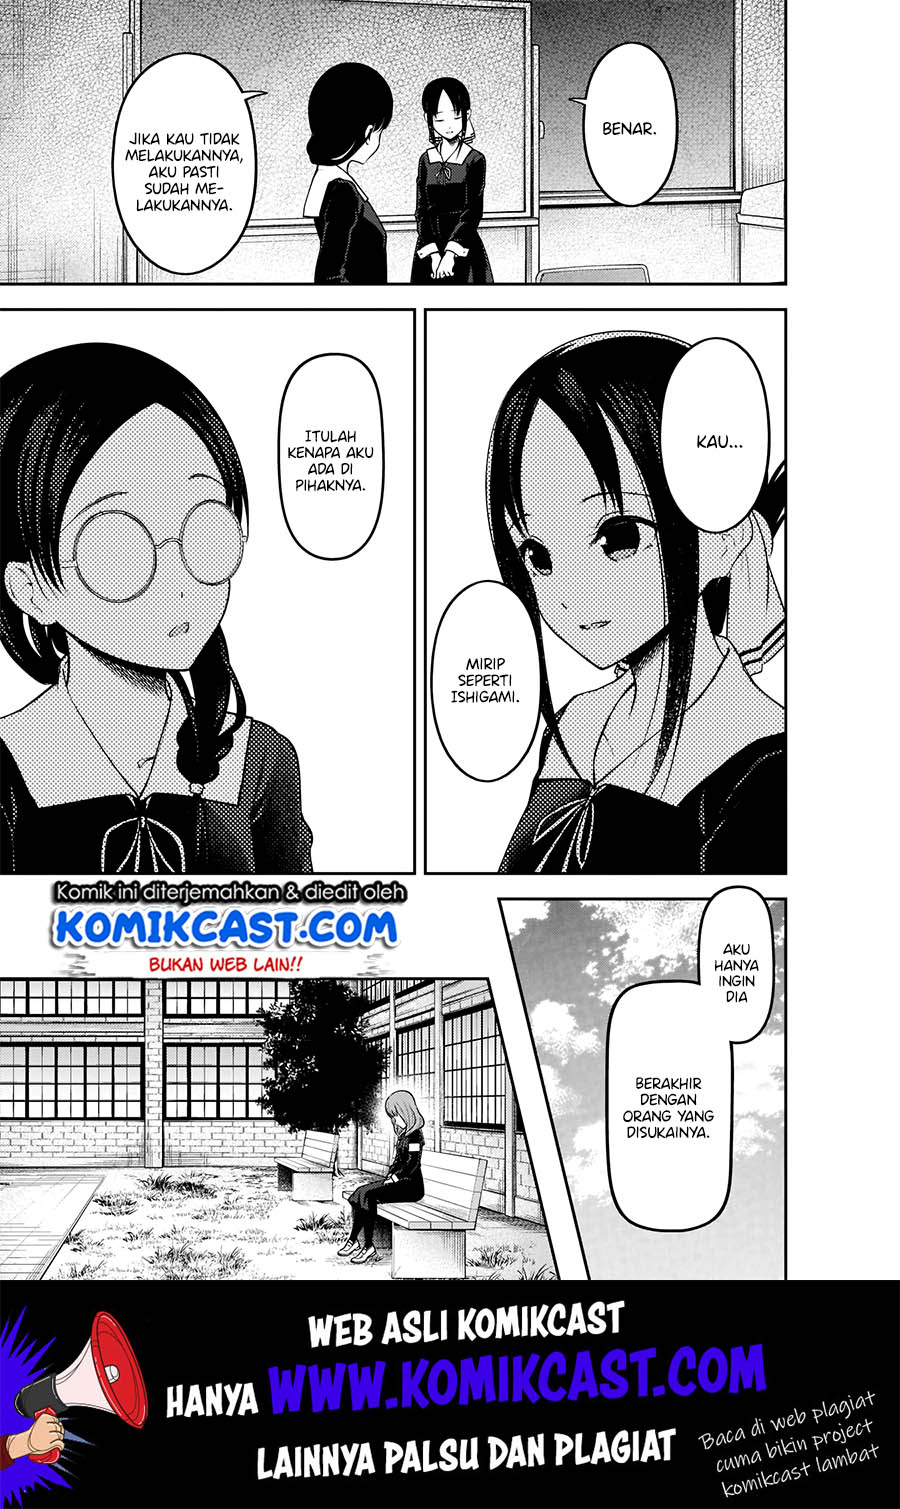 BENAR.
JIKA KAU TIDAK
MELAKUKANNYA,
AKU PASTI
SUDAH ME-
LAKUKANNYA.
KAU...
MIRIP
SEPERTI
ISHIGAMI.
ITULAH
KENAPA AKU
ADA DI
PIHAKNYA.
AKU
HANYA
INGIN
DIA
BERAKHIR
DENGAN
ORANG YANG
DISUKAINYA.
Komik ini diterjemahkan & diedit oleh
KOMIKCAST.COM
BUKAN WEB LAIN!!
WEB ASLI KOMIKCAST
HANYA WWW.KOMIKCAST.COM
LAINNYA PALSU DAN PLAGIAT
Baca di web plagiat
cuma bikin project
komikcast lambat